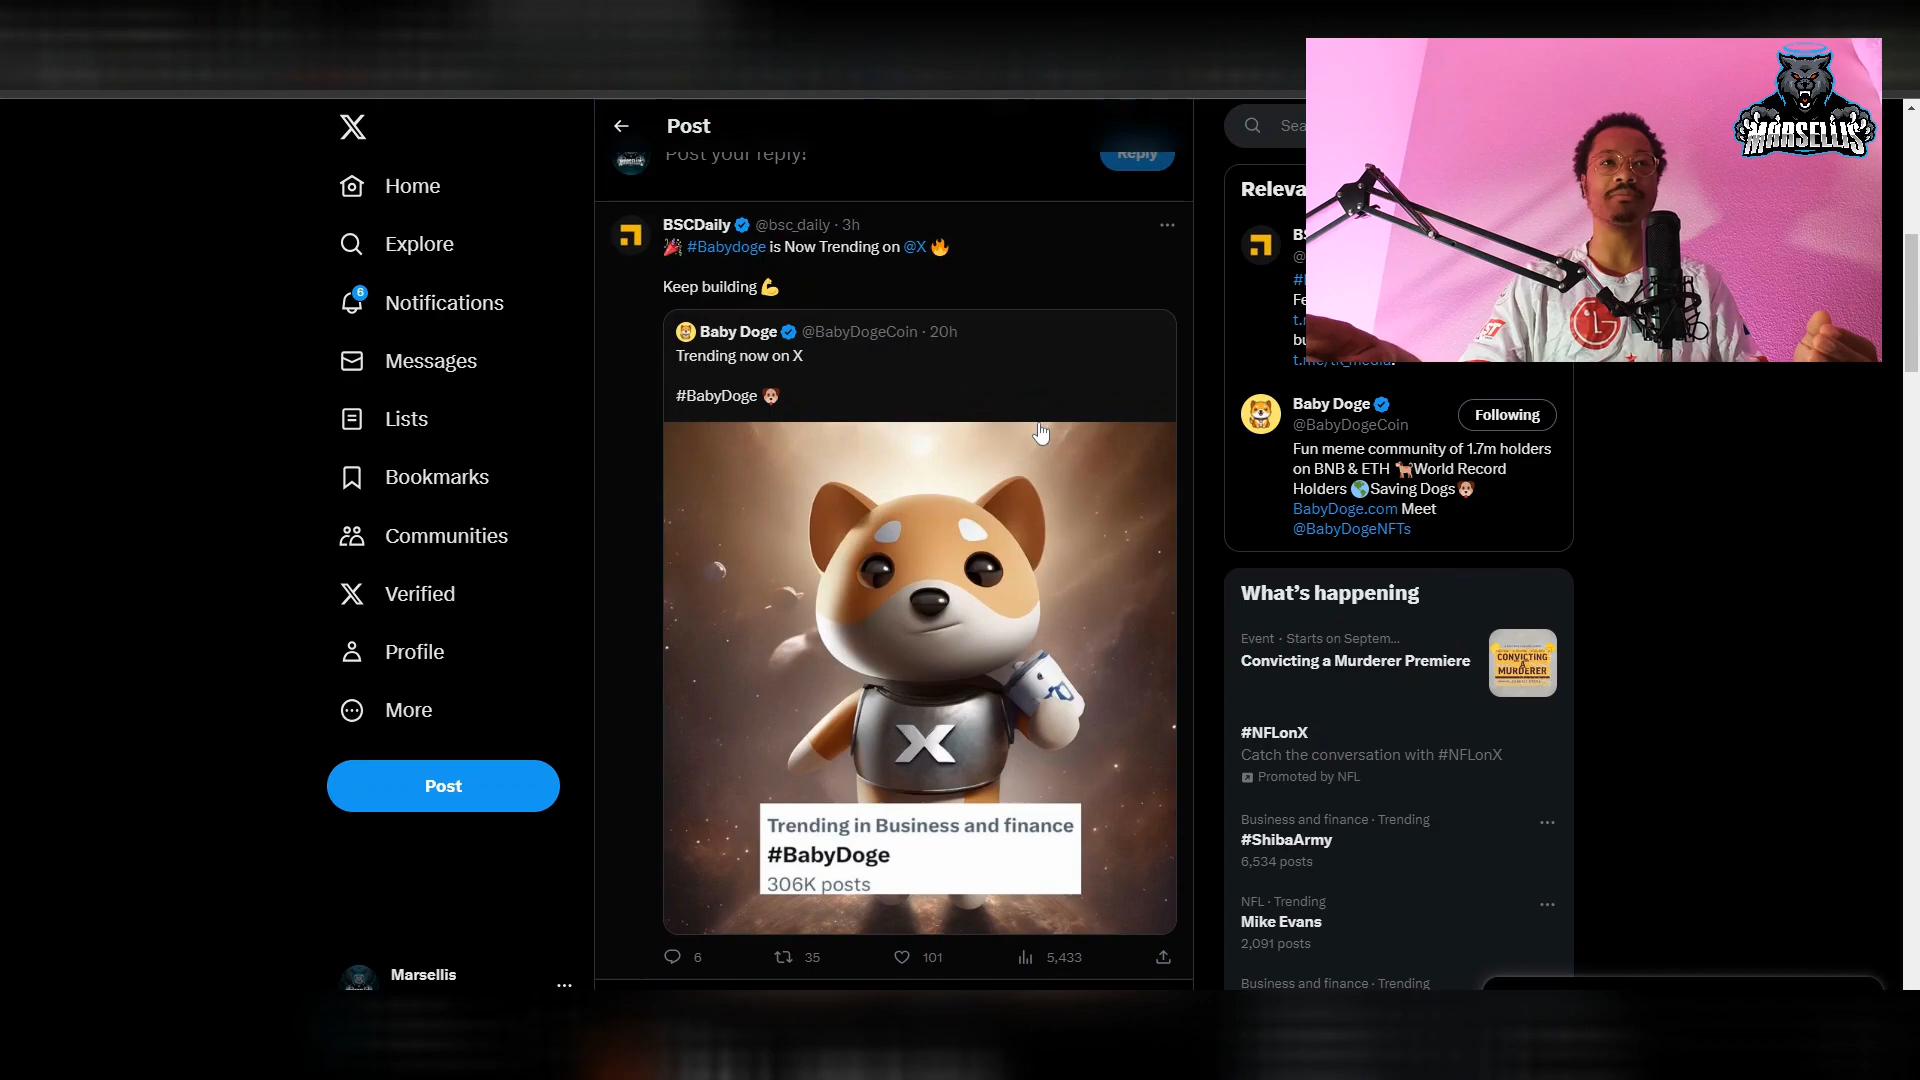 Home
Explore
6
Notifications
Messages
Lists
Bookmarks
Communities
Verified
Profile
More
Post
Marsellis
Post
Post your reply!
Reply
BSCDaily @bsc_daily · 3h
#Babydoge is Now Trending on @X
Keep building
Baby Doge @BabyDogeCoin · 20h
Trending now on X
#BabyDoge
X
Trending in Business and finance
#BabyDoge
306K posts
6 35 101 5,433
MARSELLIS
LG
Baby Doge
@BabyDogeCoin
Following
Fun meme community of 1.7m holders
on BNB & ETH World Record
Holders Saving Dogs
BabyDoge.com Meet
@BabyDogeNFTs
What's happening
Event · Starts on Septem...
Convicting a Murderer Premiere
CONVICTING
A
MURDERER
#NFLonX
Catch the conversation with #NFLonX
Promoted by NFL
Business and finance · Trending
#ShibaArmy
6,534 posts
NFL · Trending
Mike Evans
2,091 posts
Business and finance · Trending